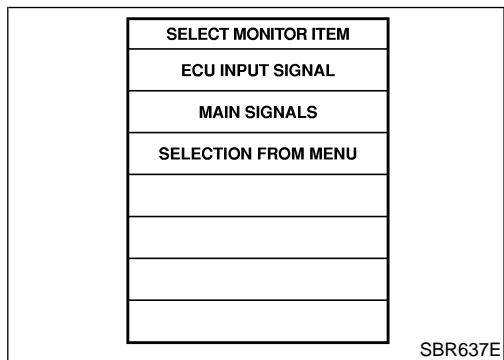 SELECT MONITOR ITEM
ECU INPUT SIGNAL
MAIN SIGNALS
SELECTION FROM MENU
SBR637E